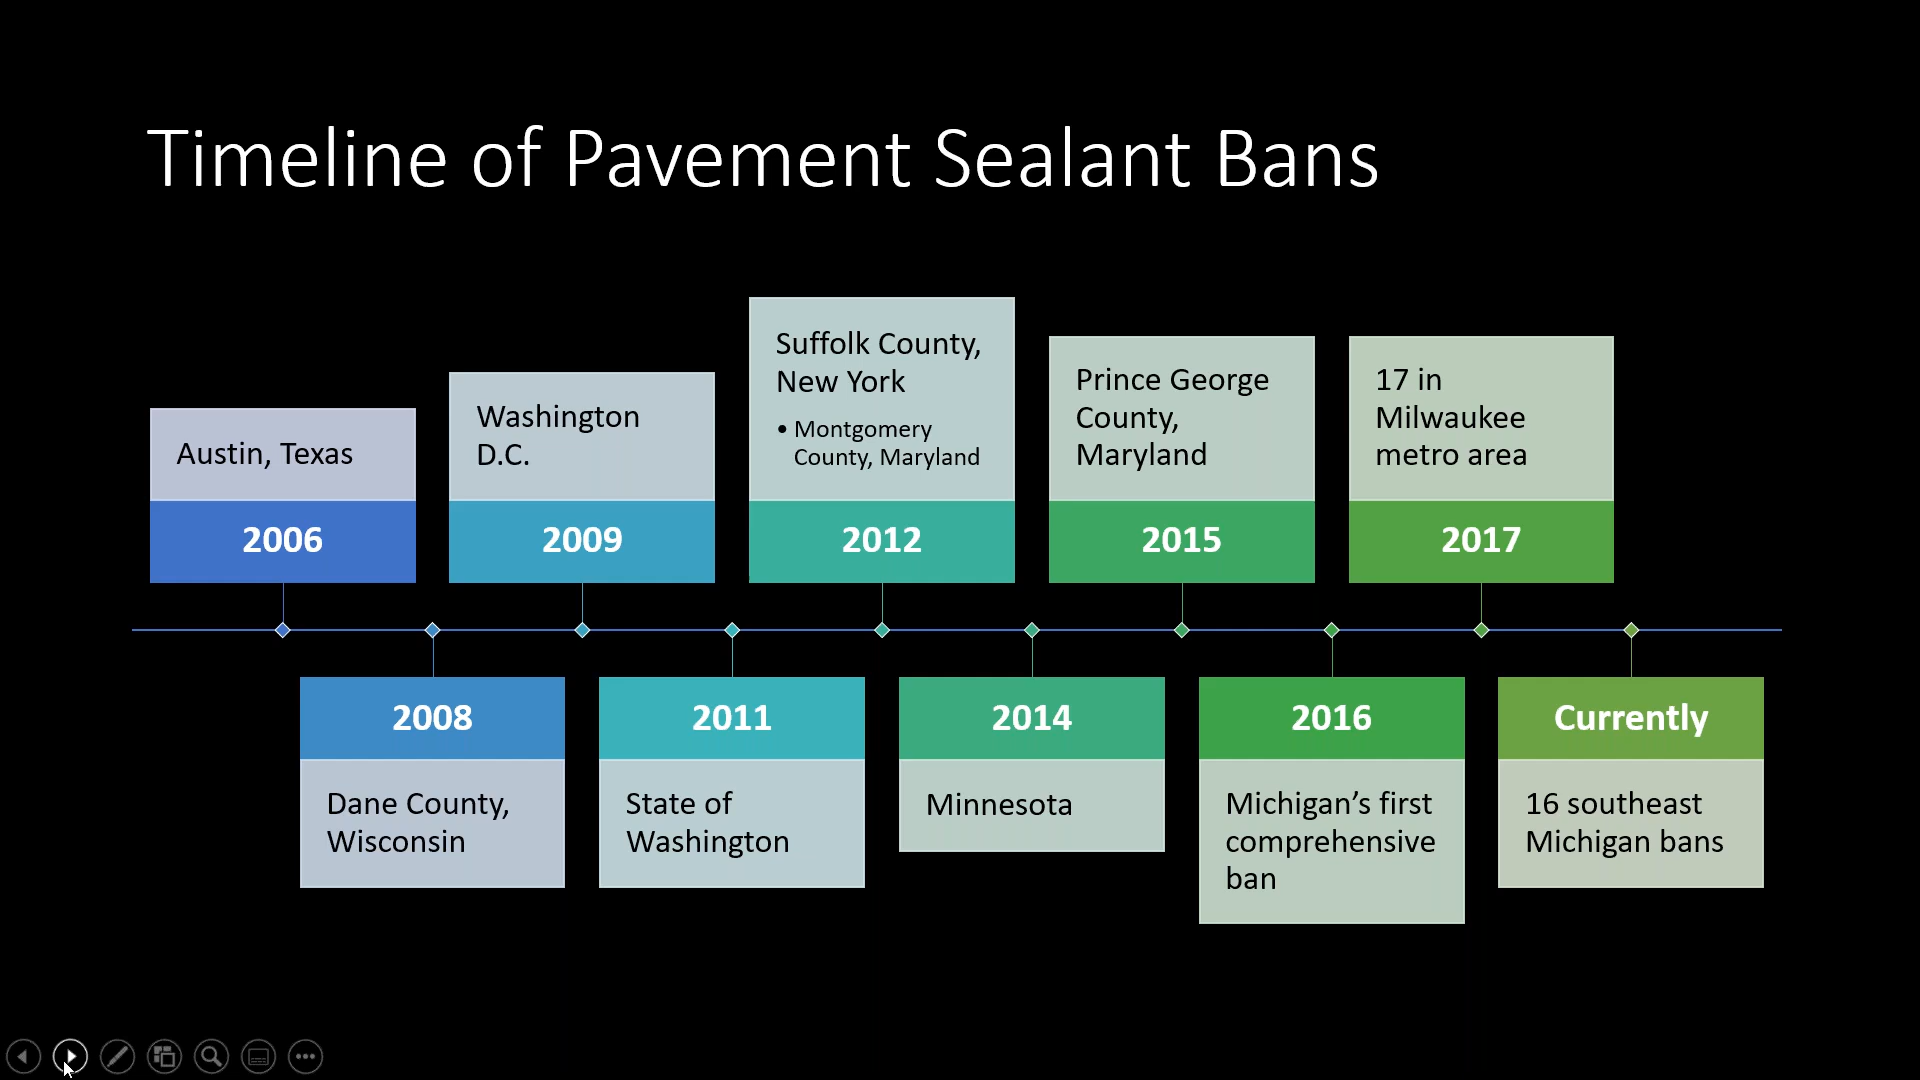 Timeline of Pavement Sealant Bans
Austin, Texas
2006
2008
Dane County,
Wisconsin
Washington
D.C.
2009
2011
State of
Washington
Suffolk County,
New York
• Montgomery
County, Maryland
2012
2014
Minnesota
Prince George
County,
Maryland
2015
2016
Michigan’s first
comprehensive
ban
17 in
Milwaukee
metro area
2017
Currently
16 southeast
Michigan bans